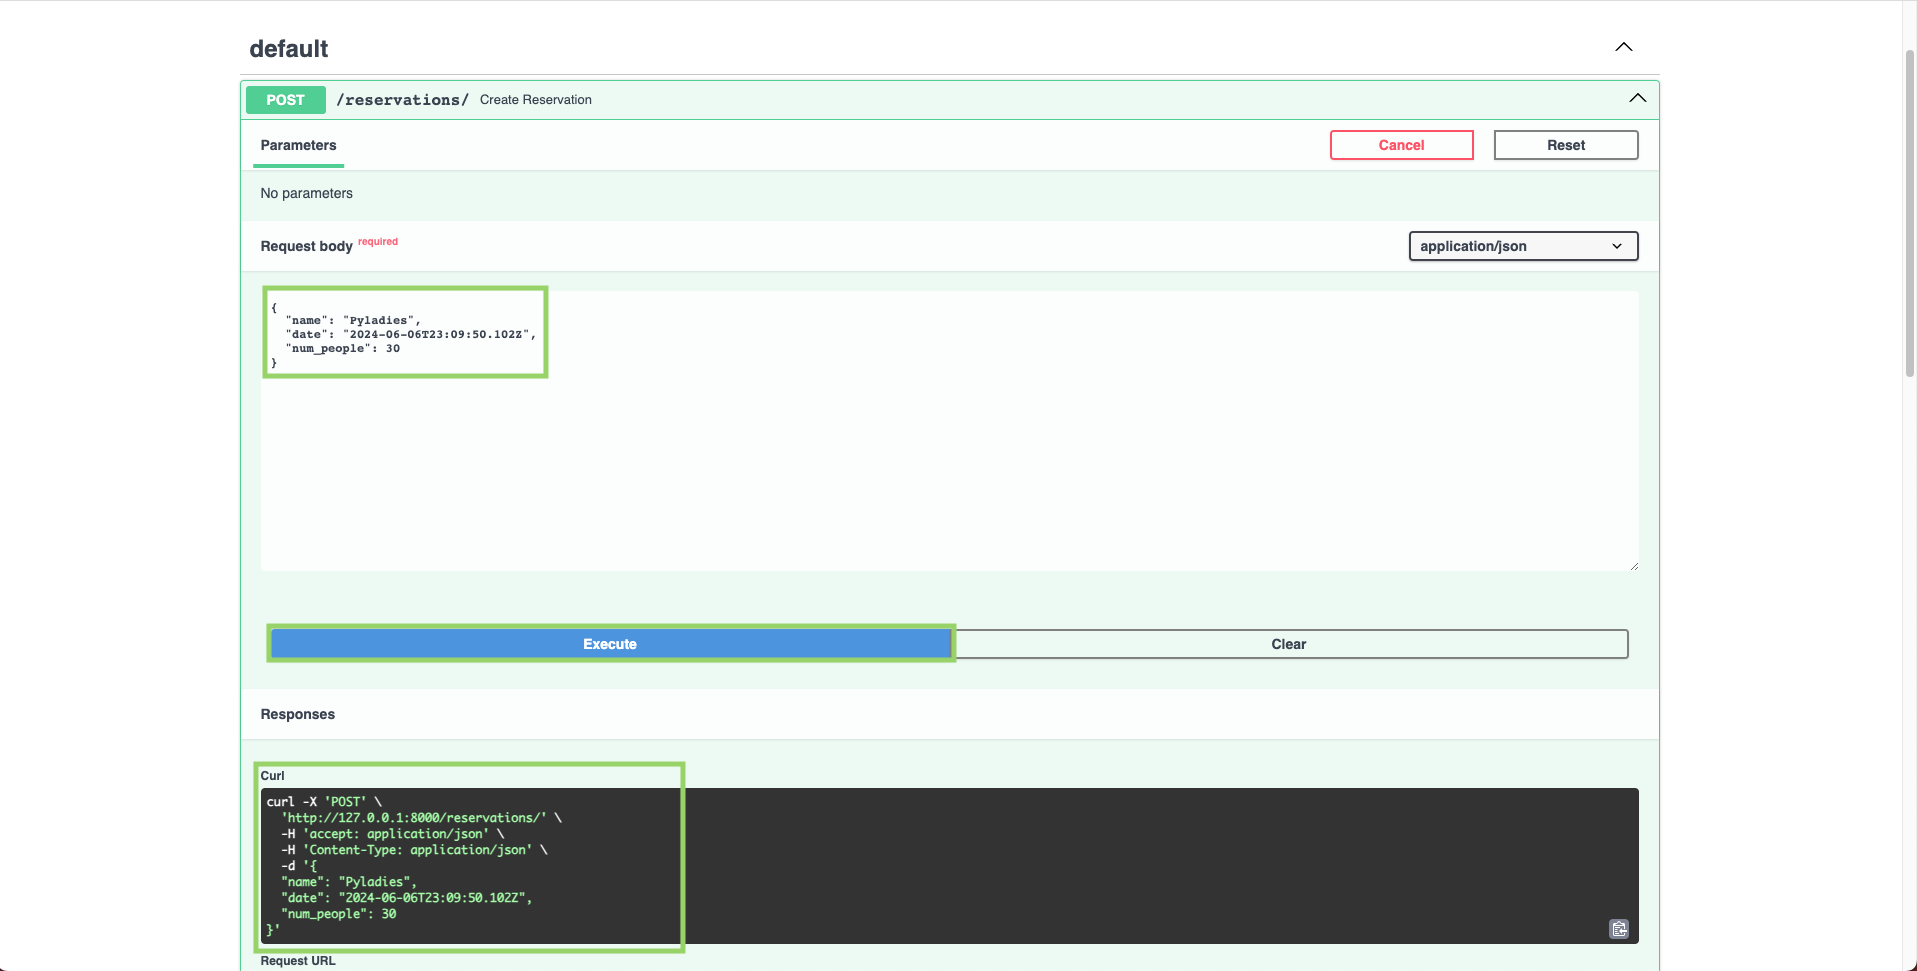 default
POST /reservations/ Create Reservation
Parameters
Cancel
Reset
No parameters
Request body required
application/json
{
"name": "Pyladies",
"date": "2024-06-06T23:09:50.102Z",
"num_people": 30
}
Execute
Clear
Responses
Curl
curl -X 'POST' \
'http://127.0.0.1:8000/reservations/' \
-H 'accept: application/json' \
-H 'Content-Type: application/json' \
-d '{
"name": "Pyladies",
"date": "2024-06-06T23:09:50.102Z",
"num_people": 30
}'
Request URL